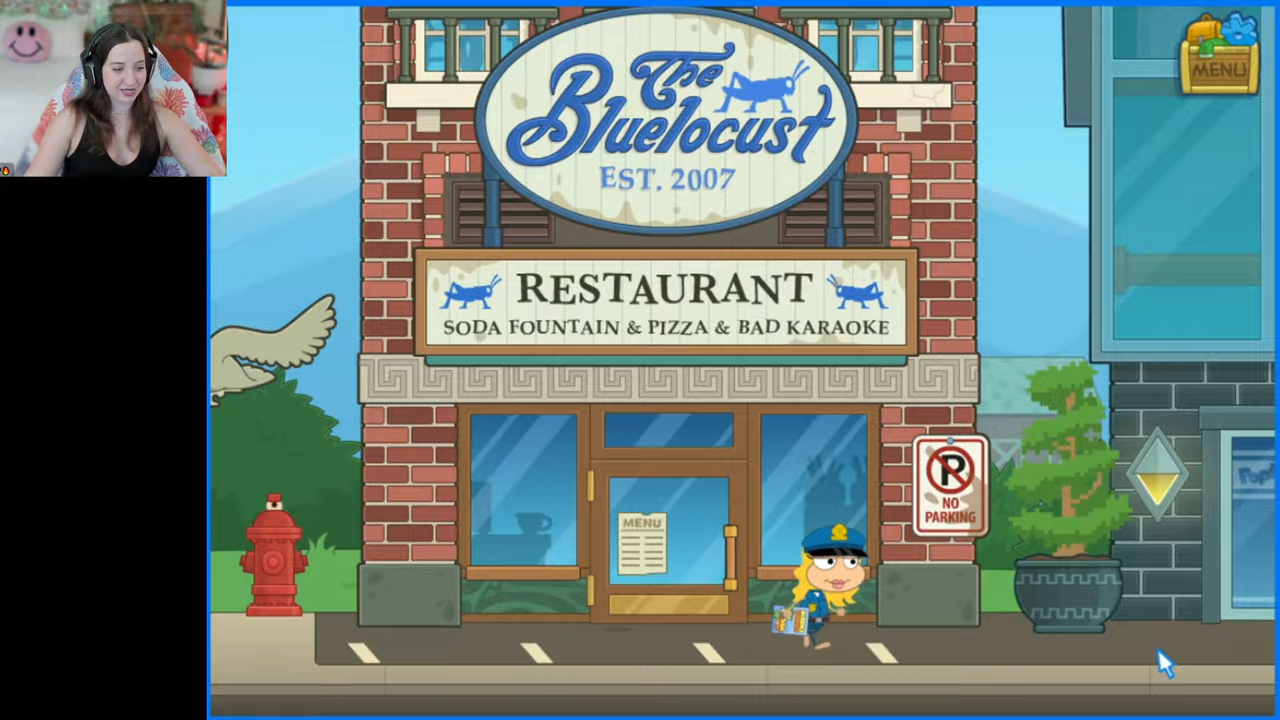 The
Bluelocust
EST. 2007
RESTAURANT
SODA FOUNTAIN & PIZZA & BAD KARAOKE
MENU
P
NO
PARKING
MENU